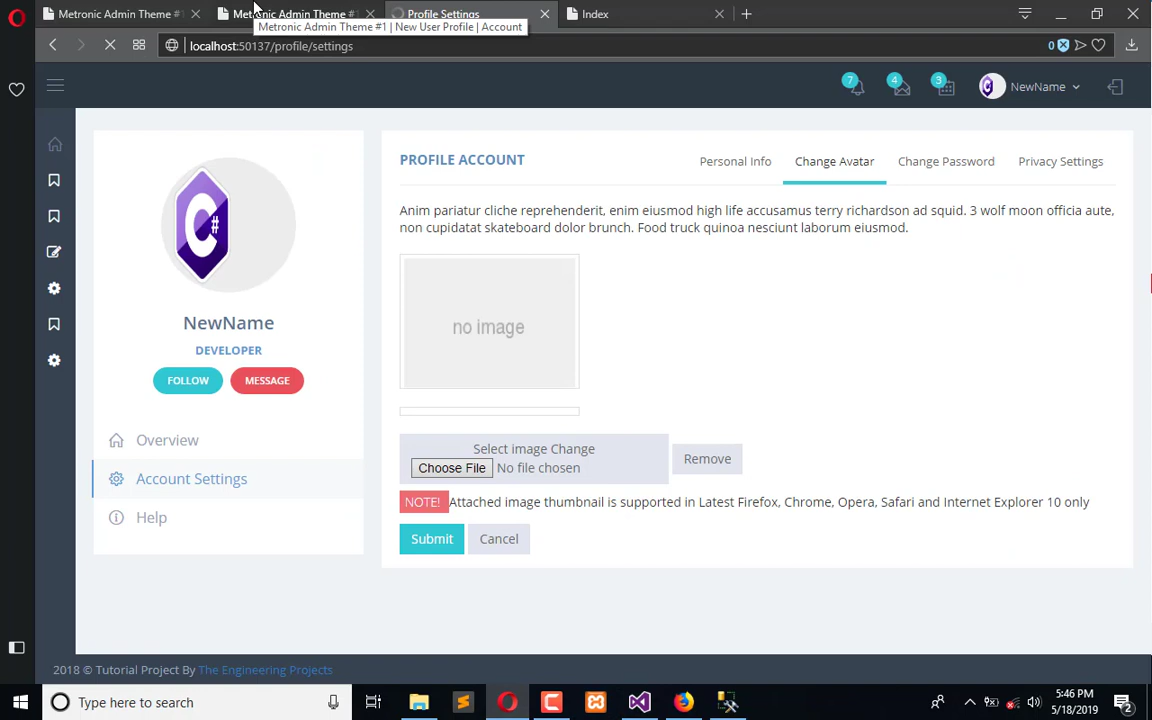 Metronic Admin Theme #
Metronic Admin Theme #
Profile Settings
Index
Metronic Admin Theme #1 | New User Profile | Account
localhost:50137/profile/settings
0
7
4
3
NewName
C#
NewName
DEVELOPER
FOLLOW
MESSAGE
Overview
Account Settings
Help
PROFILE ACCOUNT
Personal Info
Change Avatar
Change Password
Privacy Settings
Anim pariatur cliche reprehenderit, enim eiusmod high life accusamus terry richardson ad squid. 3 wolf moon officia aute,
non cupidatat skateboard dolor brunch. Food truck quinoa nesciunt laborum eiusmod.
no image
Select image Change
Choose File No file chosen
Remove
NOTE! Attached image thumbnail is supported in Latest Firefox, Chrome, Opera, Safari and Internet Explorer 10 only
Submit
Cancel
2018 © Tutorial Project By The Engineering Projects
Type here to search
5:46 PM
5/18/2019
2